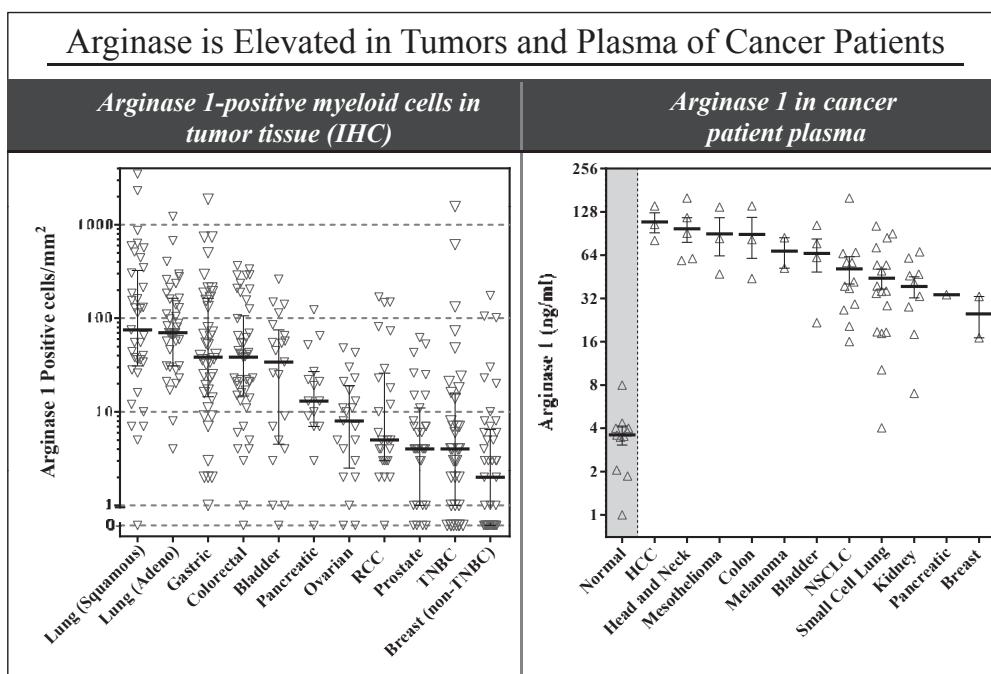 Arginase is Elevated in Tumors and Plasma of Cancer Patients
Arginase 1-positive myeloid cells in
tumor tissue (IHC)
Arginase 1 Positive cells/mm²
1000
100
10
1
0
Lung (Squamous)
Lung (Adeno)
Gastric
Colorectal
Bladder
Pancreatic
Ovarian
RCC
Prostate
TNBC
Breast (non-TNBC)
Arginase 1 in cancer
patient plasma
Arginase 1 (ng/ml)
256
128
64
32
16
8
4
2
1
Normal
HCC
Head and Neck
Mesothelioma
Colon
Melanoma
Bladder
NSCLC
Small Cell Lung
Kidney
Pancreatic
Breast